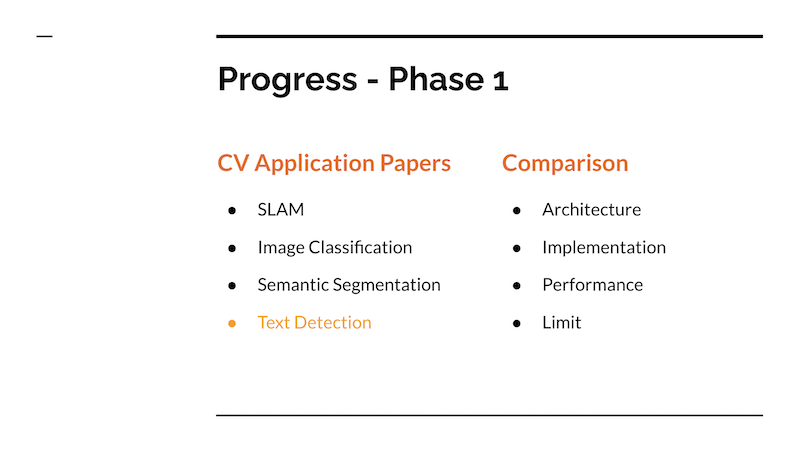 Progress - Phase 1
CV Application Papers
● SLAM
● Image Classification
● Semantic Segmentation
● Text Detection
Comparison
● Architecture
● Implementation
● Performance
● Limit